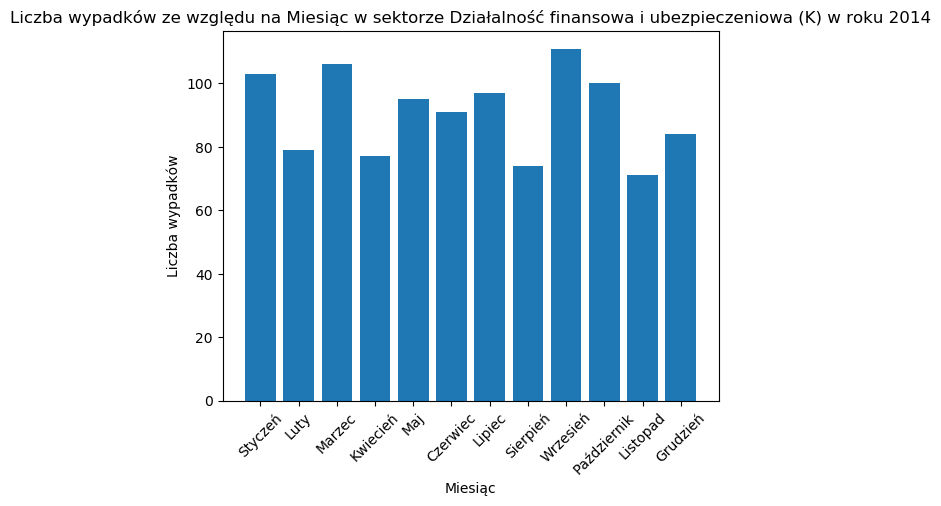 Liczba wypadków ze względu na Miesiąc w sektorze Działalność finansowa i ubezpieczeniowa (K) w roku 2014
Liczba wypadków
100
80
60
40
20
0
Styczeń
Luty
Marzec
Kwiecień
Maj
Czerwiec
Lipiec
Sierpień
Wrzesień
Październik
Listopad
Grudzień
Miesiąc